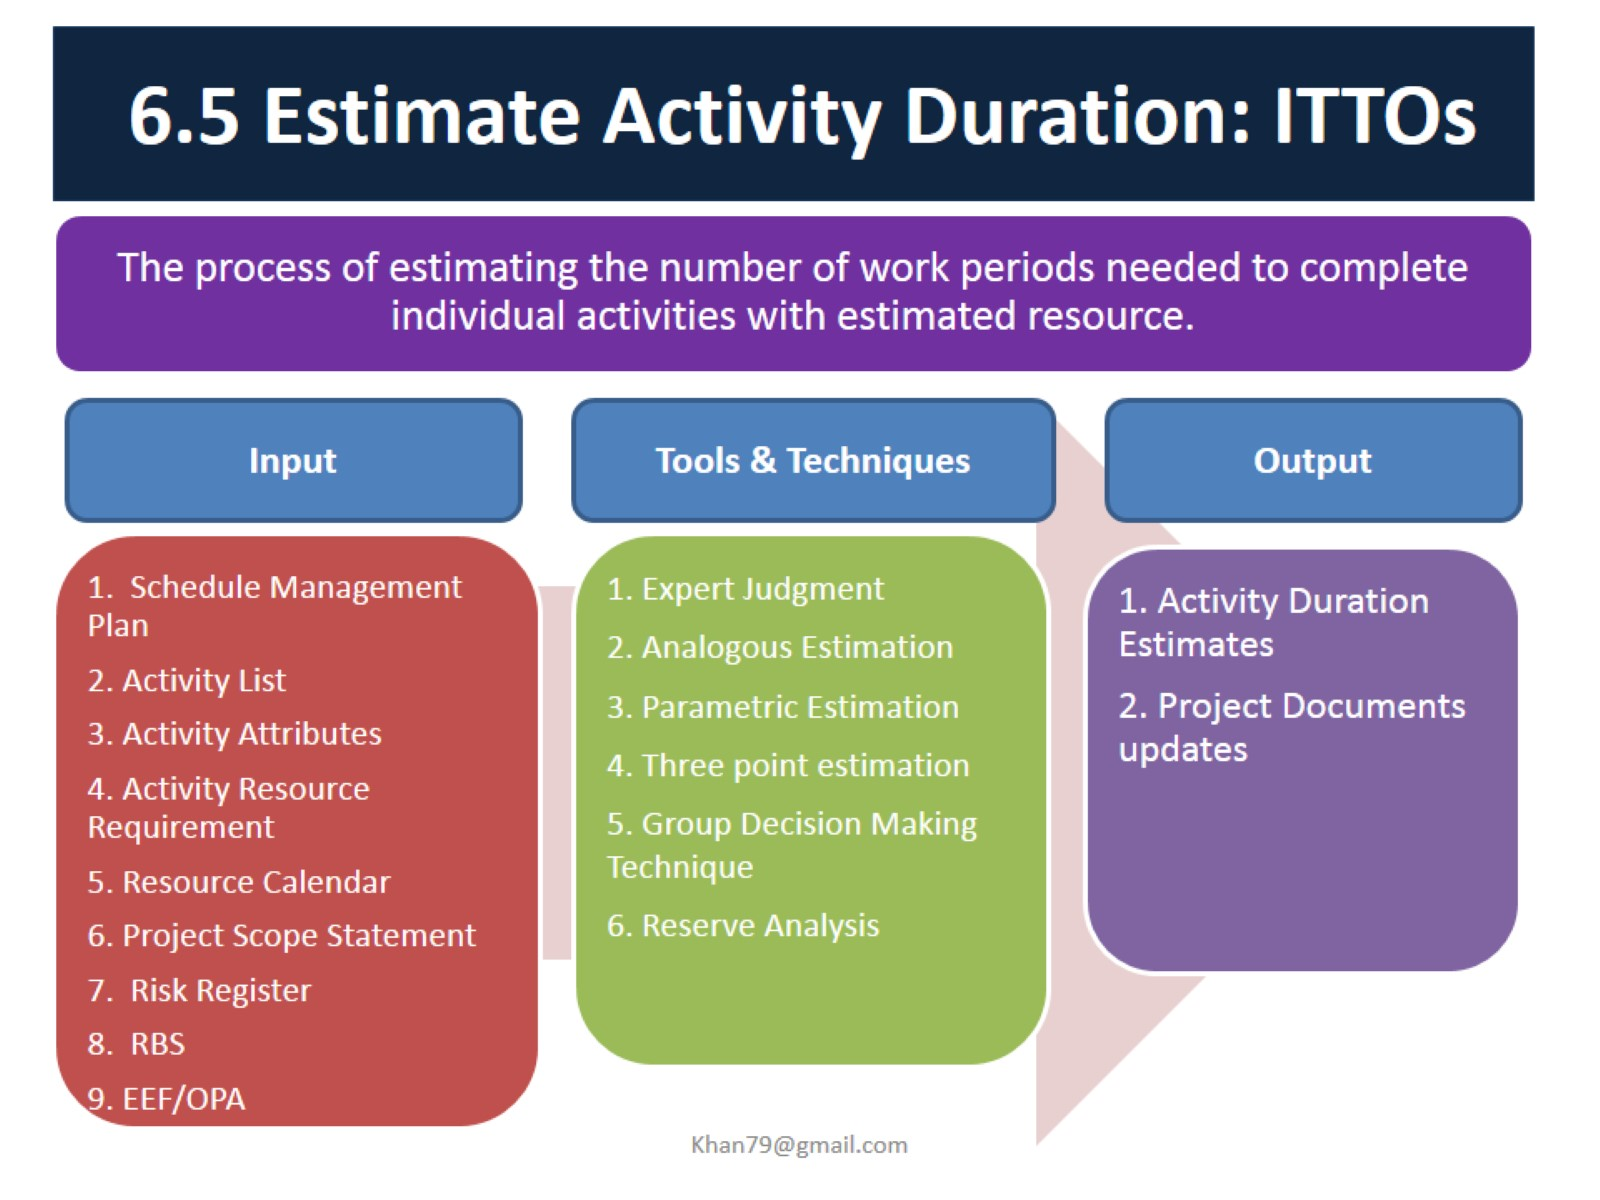 6.5 Estimate Activity Duration: ITTOs
The process of estimating the number of work periods needed to complete
individual activities with estimated resource.
Input
1. Schedule Management
Plan
2. Activity List
3. Activity Attributes
4. Activity Resource
Requirement
5. Resource Calendar
6. Project Scope Statement
7. Risk Register
8. RBS
9. EEF/OPA
Tools & Techniques
1. Expert Judgment
2. Analogous Estimation
3. Parametric Estimation
4. Three point estimation
5. Group Decision Making
Technique
6. Reserve Analysis
Output
1. Activity Duration
Estimates
2. Project Documents
updates
Khan79@gmail.com